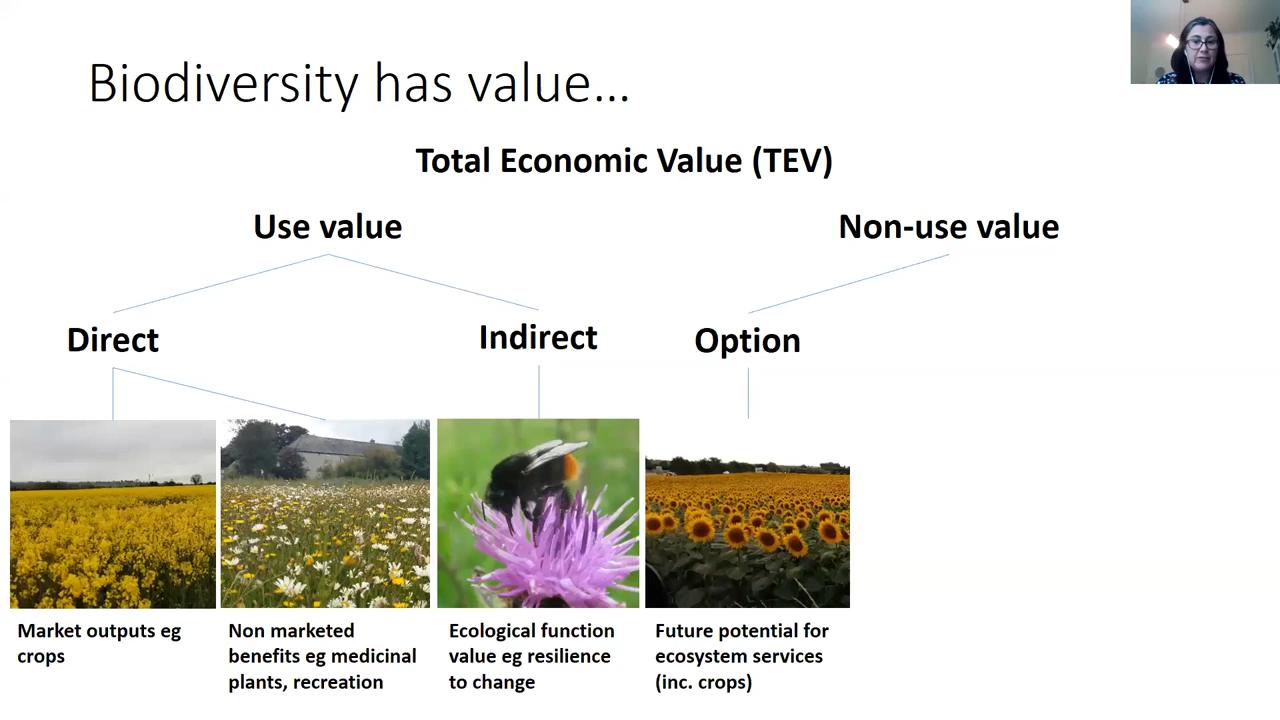 Biodiversity has value...
Total Economic Value (TEV)
Use value
Non-use value
Direct
Indirect
Option
Market outputs eg
crops
Non marketed
benefits eg medicinal
plants, recreation
Ecological function
value eg resilience
to change
Future potential for
ecosystem services
(inc. crops)